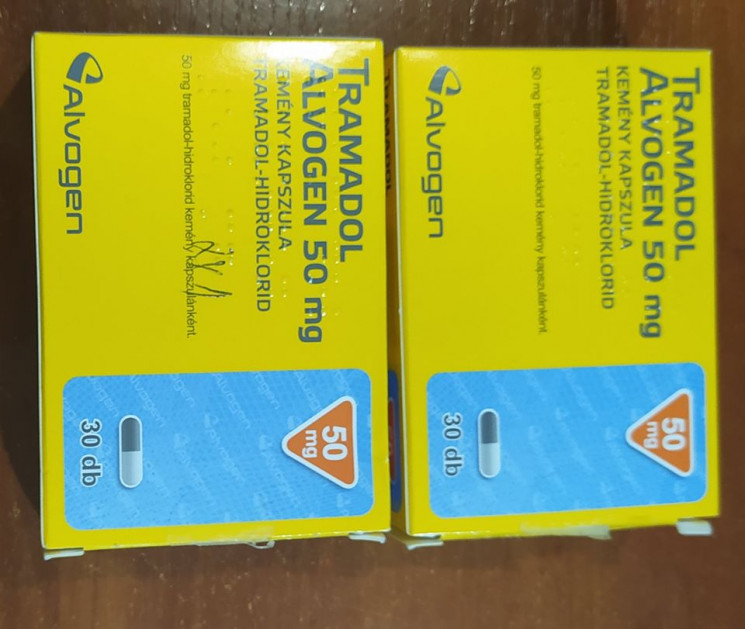 TRAMADOL
ALVOGEN 50 mg
KEMÉNY KAPSZULA
TRAMADOL-HIDROKLORID
50 mg tramadol-hidroklorid kemény kapszulánként.
Alvogen
50
mg
30 db
TRAMADOL
ALVOGEN 50 mg
KEMÉNY KAPSZULA
TRAMADOL-HIDROKLORID
50 mg tramadol-hidroklorid kemény kapszulánként.
Alvogen
50
mg
30 db